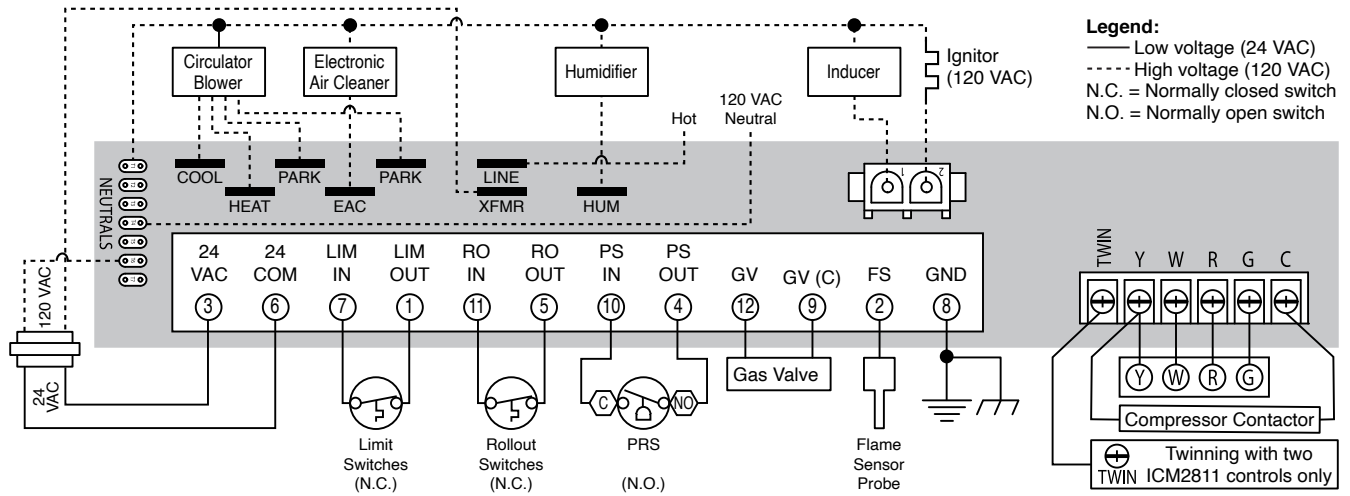 Legend:
Low voltage (24 VAC)
High voltage (120 VAC)
N.C. = Normally closed switch
N.O. = Normally open switch
Circulator
Blower
Electronic
Air Cleaner
Humidifier
Inducer
Ignitor
(120 VAC)
Hot
120 VAC
Neutral
COOL
PARK
PARK
LINE
HEAT
EAC
XFMR
HUM
1
2
NEUTRALS
120 VAC
24
VAC
24
VAC
24
COM
LIM
IN
LIM
OUT
RO
IN
RO
OUT
PS
IN
PS
OUT
GV
GV (C)
FS
GND
3
6
7
1
11
5
10
4
12
9
2
8
TWIN
Y
W
R
G
C
Y
W
R
G
Gas Valve
C
NO
Limit
Switches
(N.C.)
Rollout
Switches
(N.C.)
PRS
(N.O.)
Flame
Sensor
Probe
Compressor Contactor
TWIN
Twinning with two
ICM2811 controls only